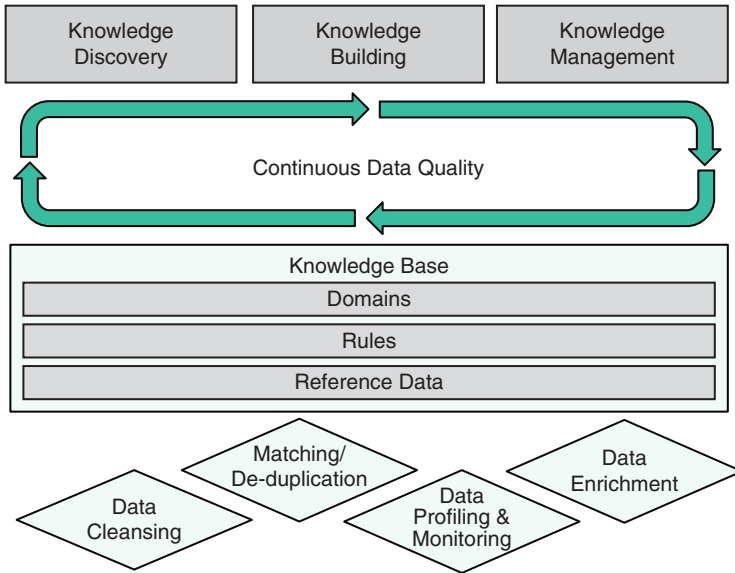 Knowledge
Discovery
Knowledge
Building
Knowledge
Management
Continuous Data Quality
Knowledge Base
Domains
Rules
Reference Data
Matching/
De-duplication
Data
Enrichment
Data
Cleansing
Data
Profiling &
Monitoring